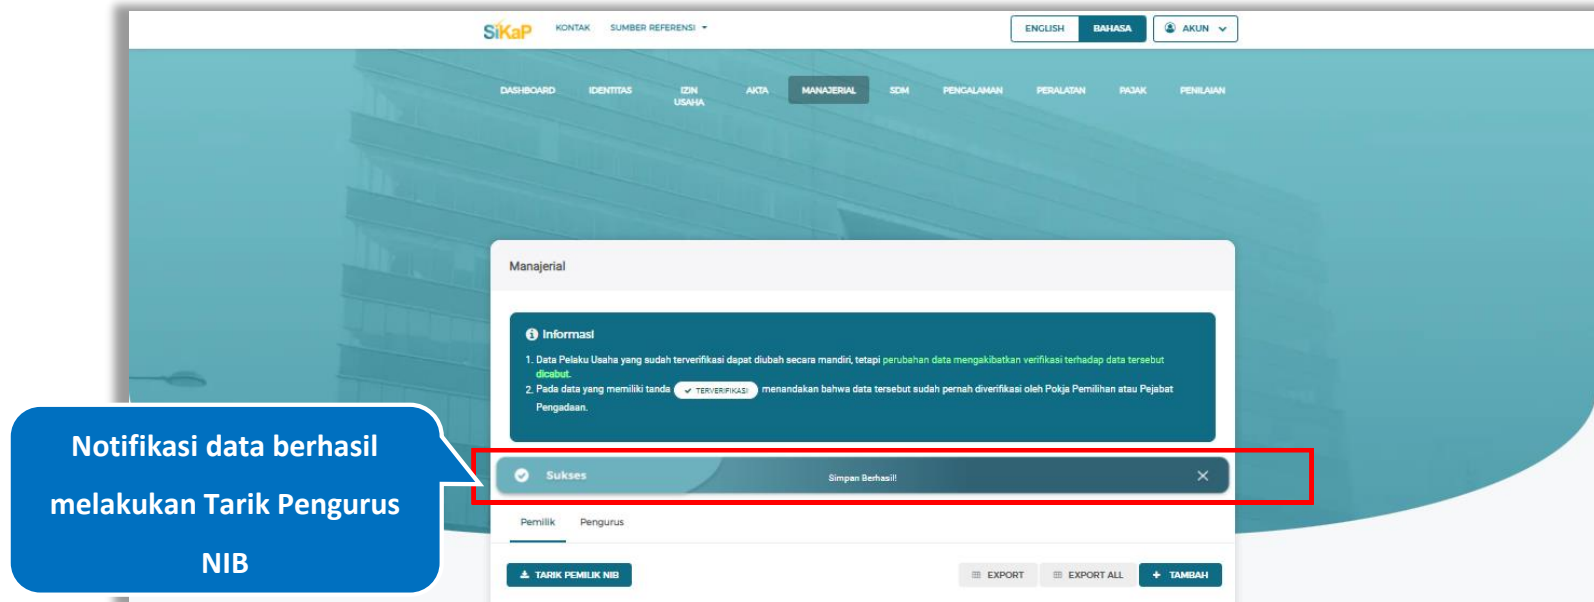 SiKaP KONTAK SUMBER REFERENSI ENGLISH BAHASA AKUN
DASHBOARD IDENTITAS IZIN USAHA AKTA MANAJERIAL SDM PENGALAMAN PERALATAN PAJAK PENILAIAN
Manajerial
Informasi
1. Data Pelaku Usaha yang sudah terverifikasi dapat diubah secara mandiri, tetapi perubahan data mengakibatkan verifikasi terhadap data tersebut
dicabut.
2. Pada data yang memiliki tanda TERVERIFIKASI menandakan bahwa data tersebut sudah pernah diverifikasi oleh Pokja Pemilihan atau Pejabat
Pengadaan.
Notifikasi data berhasil
melakukan Tarik Pengurus
NIB
Sukses Simpan Berhasil!
Pemilik Pengurus
TARIK PEMILIK NIB EXPORT EXPORT ALL + TAMBAH